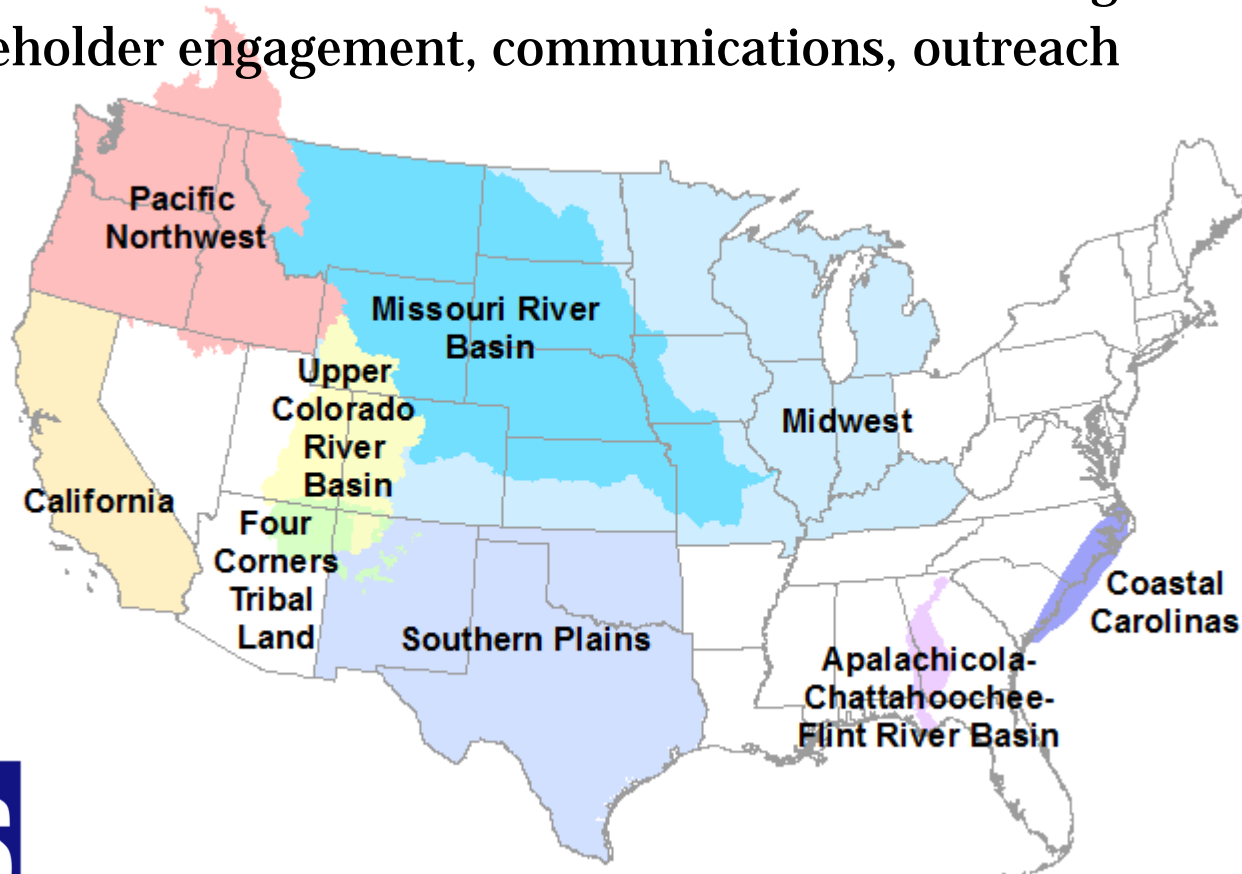 engagement, communications, outreach
Pacific
Northwest
Missouri River
Basin
Upper
Colorado
River
Basin
Midwest
California
Four
Corners
Tribal
Land
Southern Plains
Coastal
Carolinas
Apalachicola-
Chattahoochee-
Flint River Basin